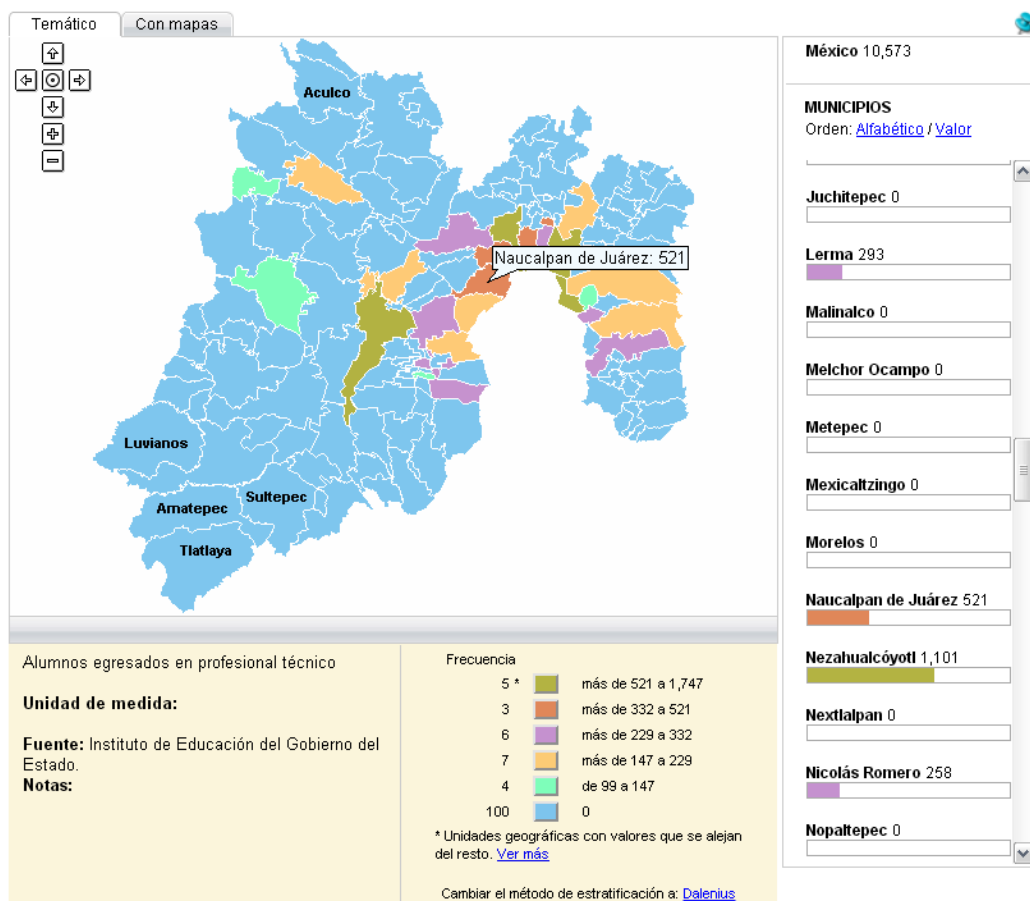 Temático
Con mapas
Aculco
Naucalpan de Juárez: 521
Luvianos
Amatepec
Sultepec
Tlatlaya
México 10,573
MUNICIPIOS
Orden: Alfabético / Valor
Juchitepec 0
Lerma 293
Malinalco 0
Melchor Ocampo 0
Metepec 0
Mexicaltzingo 0
Morelos 0
Naucalpan de Juárez 521
Nezahualcóyotl 1,101
Nextlalpan 0
Nicolás Romero 258
Nopaltepec 0
Alumnos egresados en profesional técnico
Unidad de medida:
Fuente: Instituto de Educación del Gobierno del
Estado.
Notas:
Frecuencia
5 * más de 521 a 1,747
3 más de 332 a 521
6 más de 229 a 332
7 más de 147 a 229
4 de 99 a 147
100 0
* Unidades geográficas con valores que se alejan
del resto. Ver más
Cambiar el método de estratificación a: Dalenius